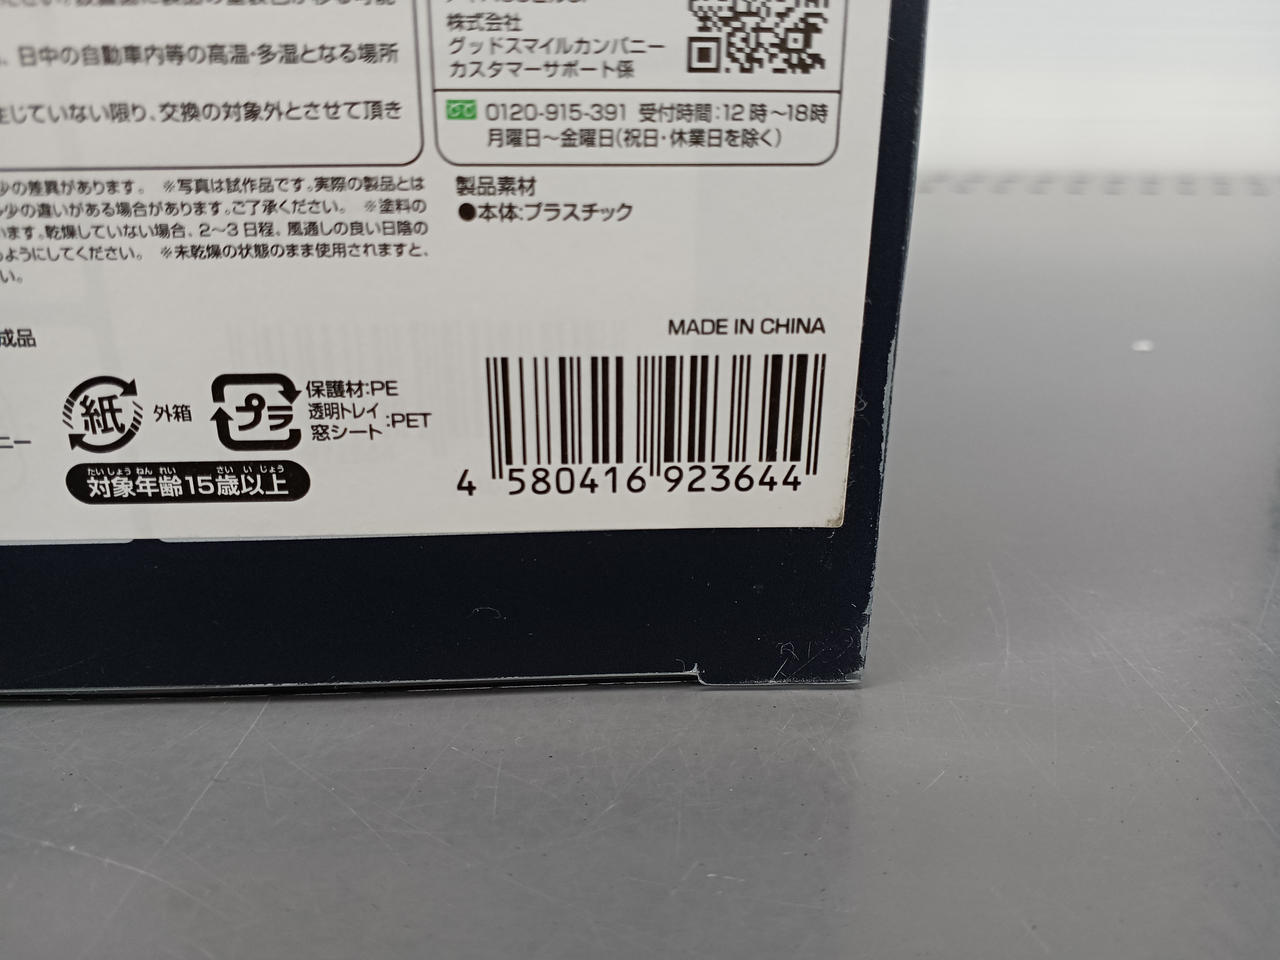 日中の自動車内等の高温・多湿となる場所
生じていない限り、交換の対象外とさせて頂き
株式会社
グッドスマイルカンパニー
カスタマーサポート係
0120-915-391 受付時間:12時〜18時
月曜日〜金曜日(祝日・休業日を除く)
少の差異があります。 ※写真は試作品です。実際の製品とは
少の違いがある場合があります。ご了承ください。 ※塗料の
います。乾燥していない場合、2〜3日程、風通しの良い日陰の
ようにしてください。 ※未乾燥の状態のまま使用されますと、
い。
製品素材
●本体:プラスチック
成品
MADE IN CHINA
紙 外箱
プラ
保護材:PE
透明トレイ
窓シート :PET
ニー
たいしょう ねん れい さい い じょう
対象年齢15歳以上
4 580416 923644